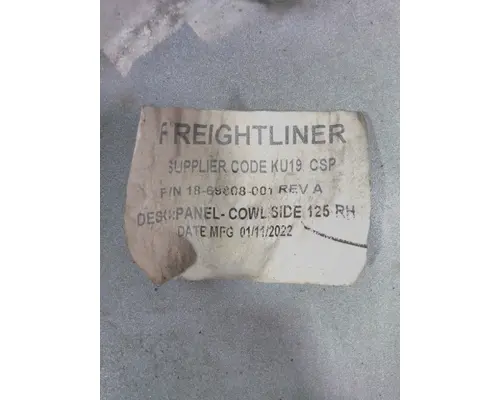 FREIGHTLINER
SUPPLIER CODE KU19 CSP
P/N 18-69808-001 REV A
DESC:PANEL- COWL SIDE 125 RH
DATE MFG 01/11/2022